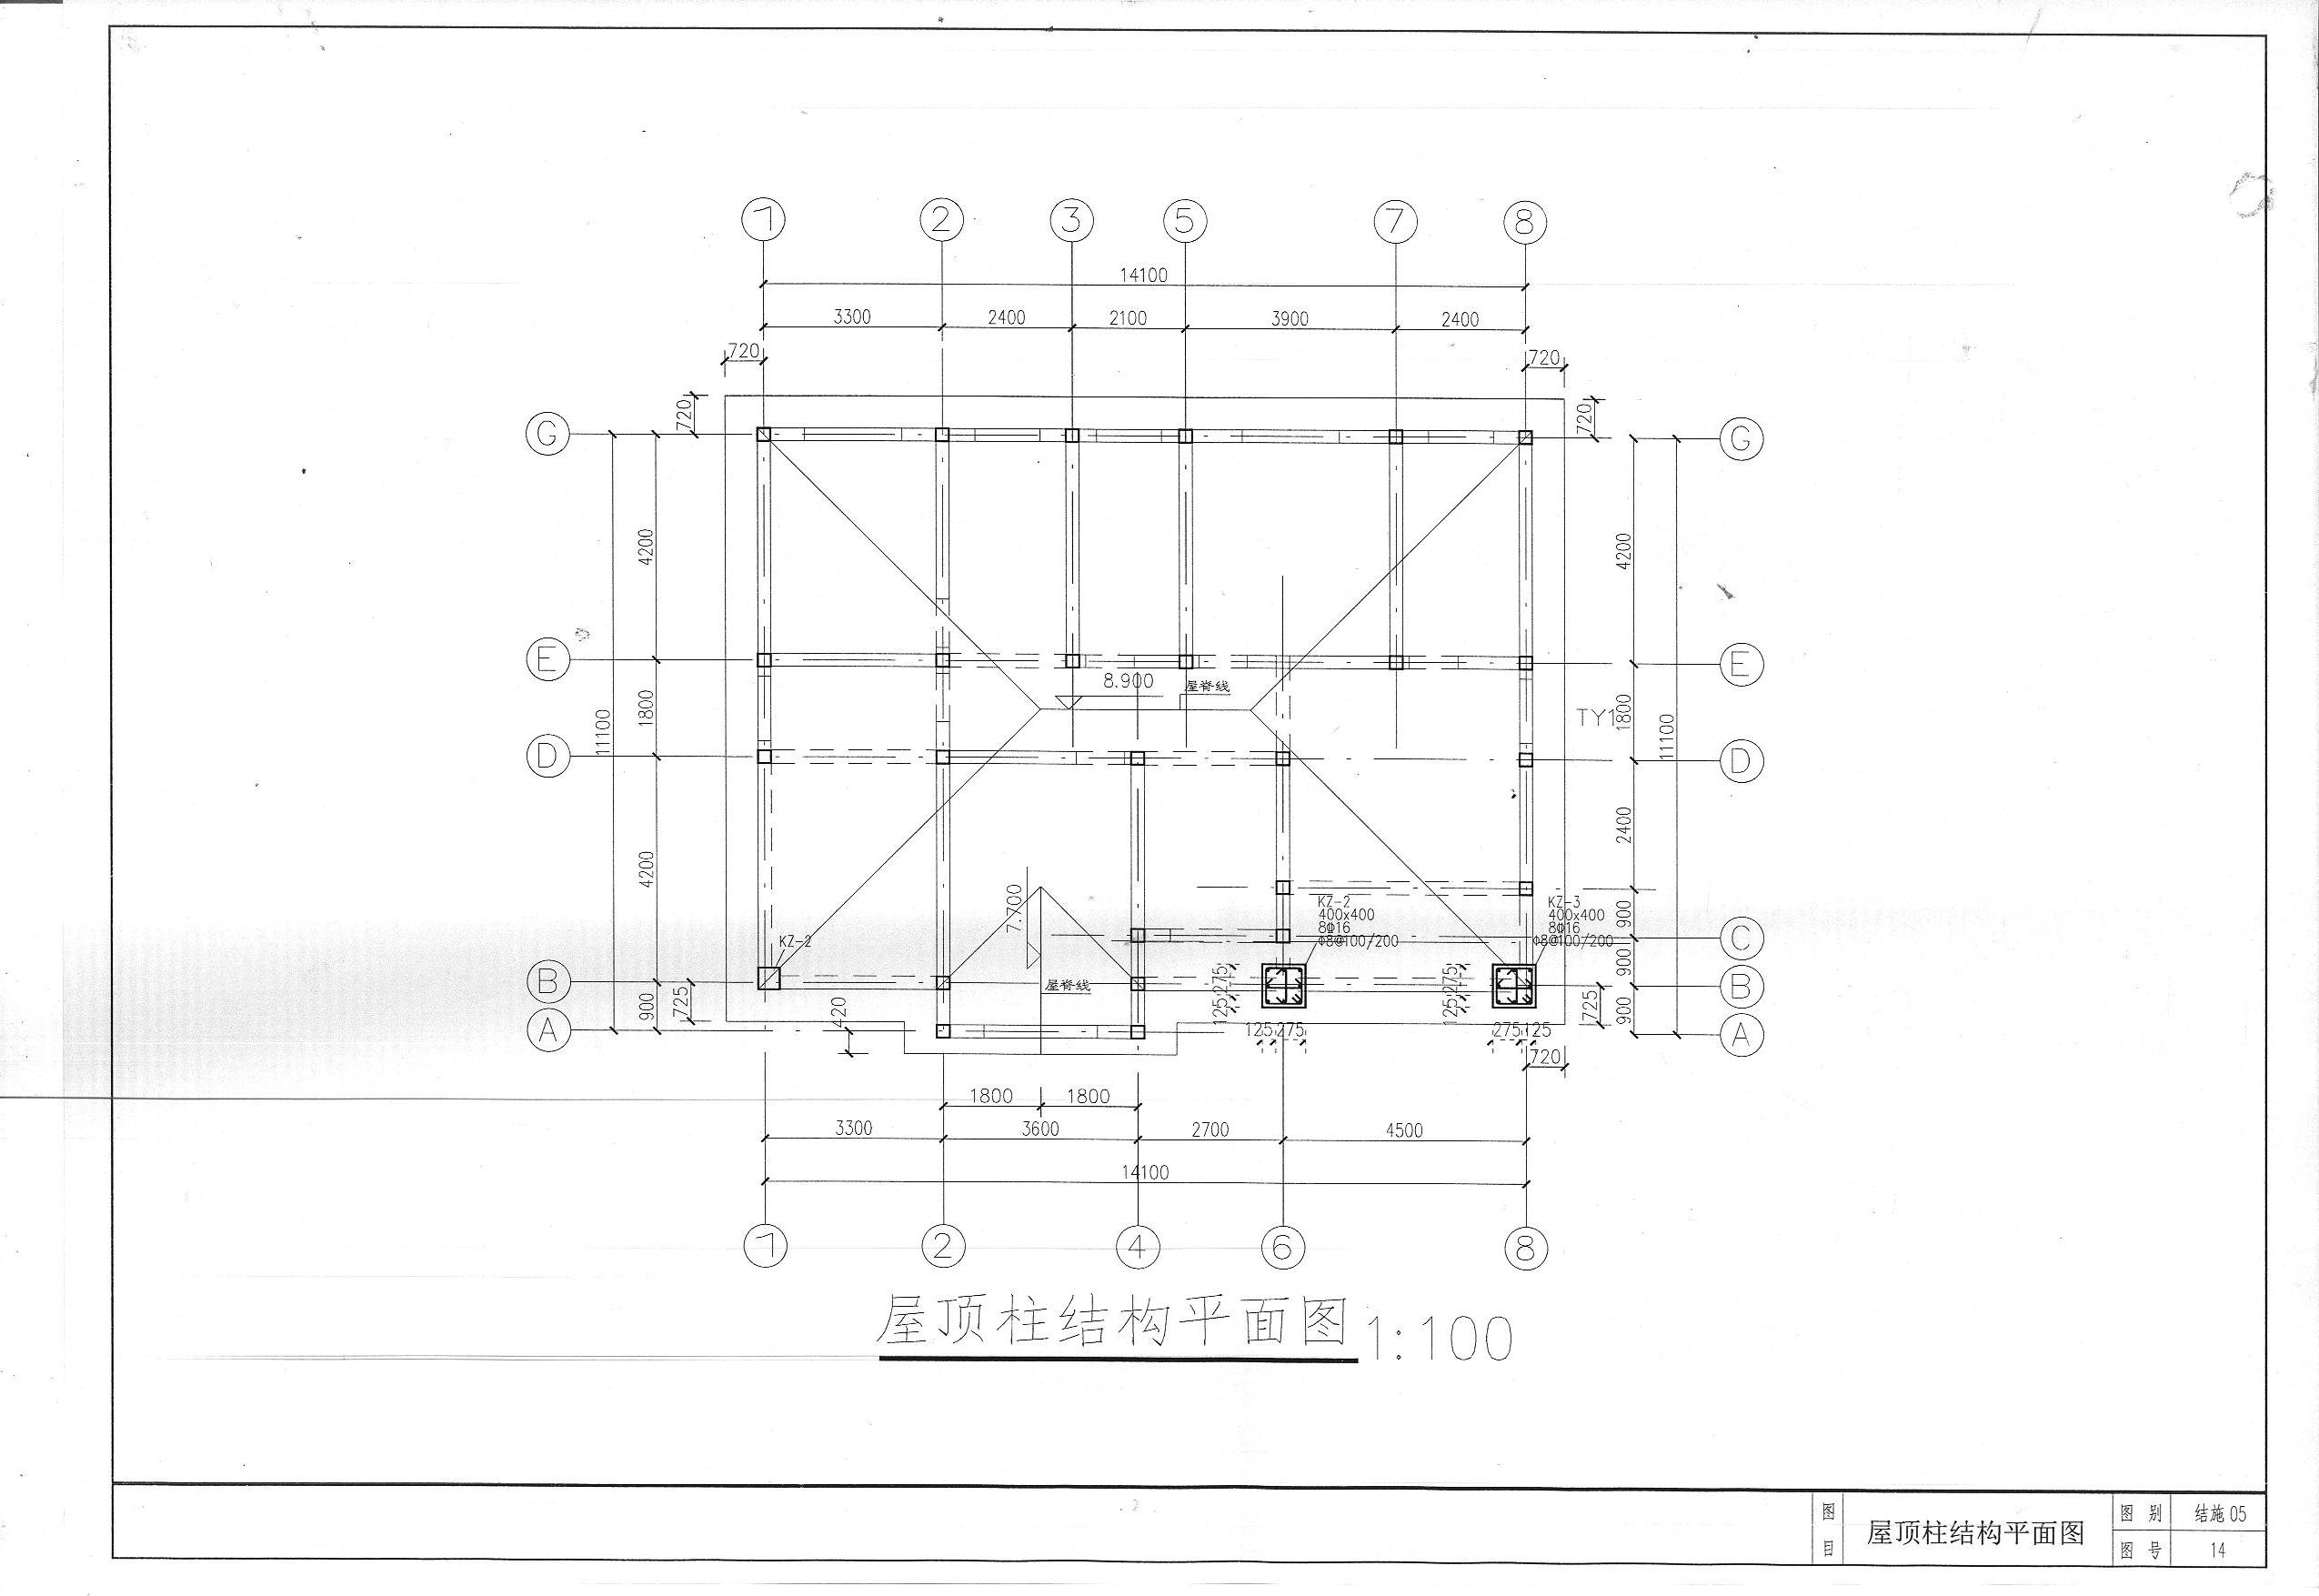 1 2 3 5 7 8
14100
3300 2400 2100 3900 2400
720 720
720 720
G G
4200 4200
E E
8.900 屋脊线
1800 11100 TY1 1800 11100
D D
4200 2400
7.700
KZ-2
400x400
8Φ16
Φ8@100/200
KZ-3
400x400
8Φ16
Φ8@100/200
900
KZ-2
C
900
275 275
B 屋脊线 B
725 900 420 125 125 725 900
A 125 275 275 125 A
720
1800 1800
3300 3600 2700 4500
14100
1 2 4 6 8
屋顶柱结构平面图 1:100
图目 屋顶柱结构平面图
图别 结施05
图号 14